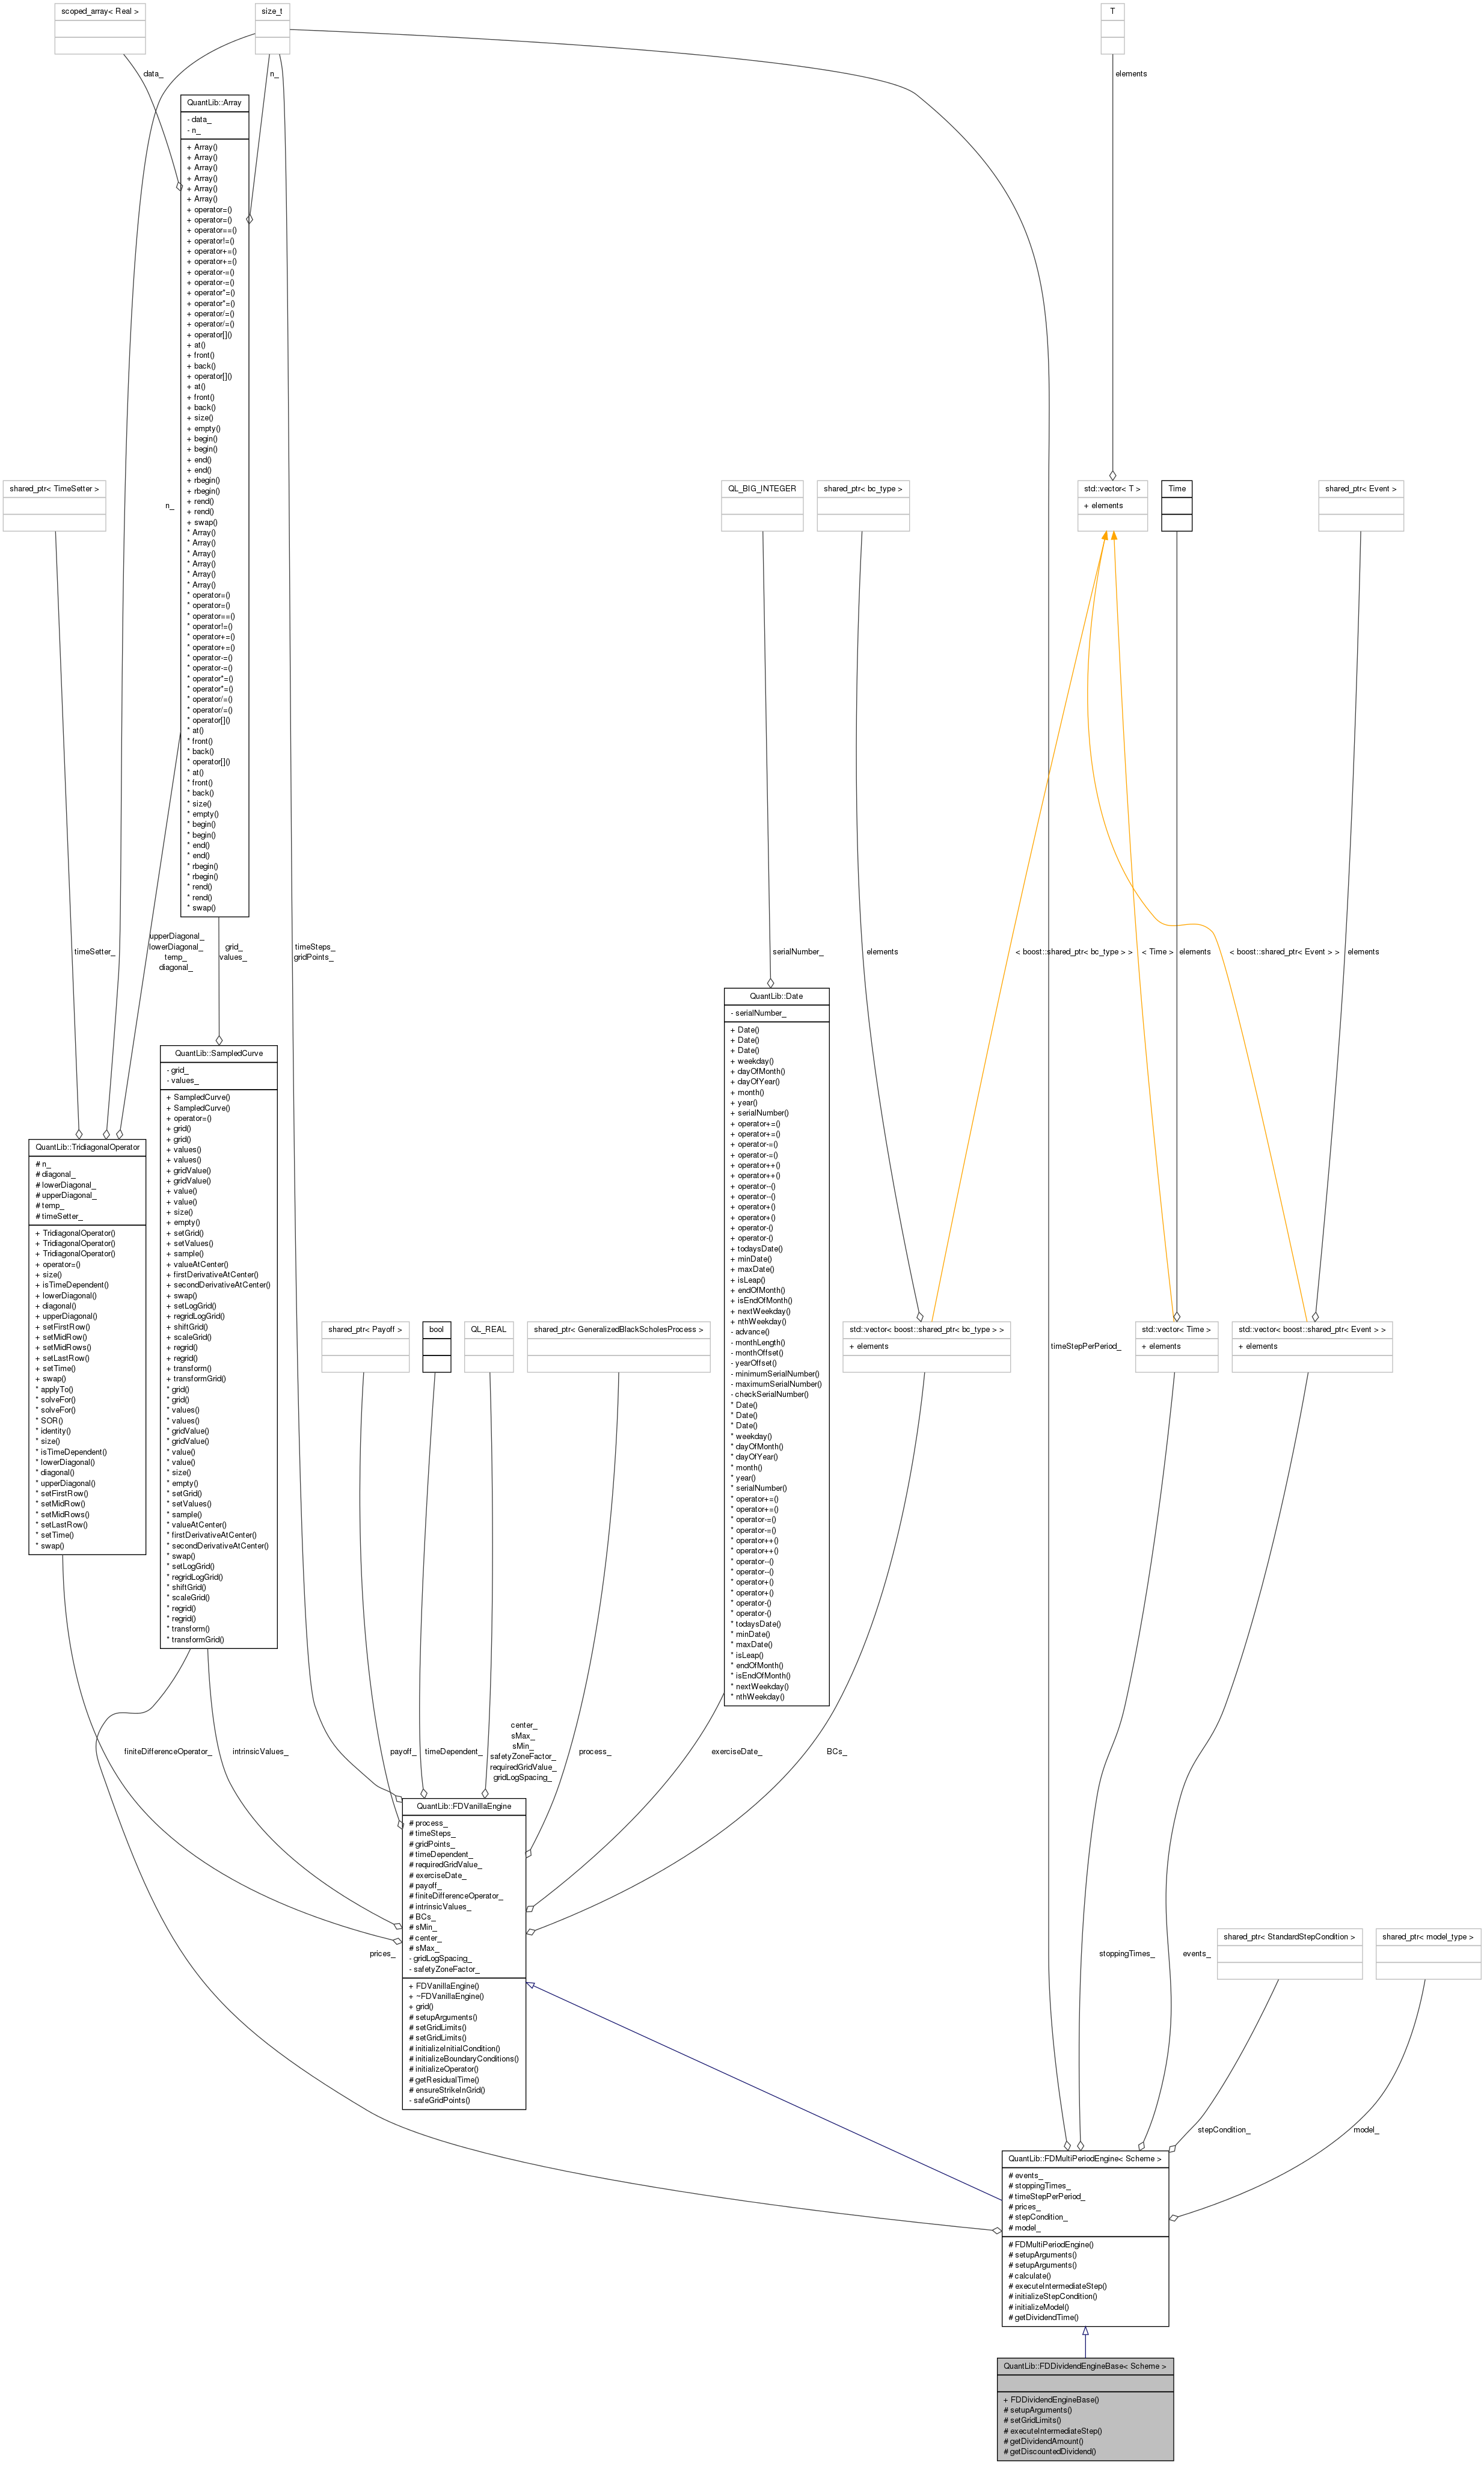 scoped_array< Real >
size_t
T
data_
n_
elements
QuantLib::Array
- data_
- n_
+ Array()
+ Array()
+ Array()
+ Array()
+ Array()
+ Array()
+ operator=()
+ operator=()
+ operator==()
+ operator!=()
+ operator+=()
+ operator+=()
+ operator-=()
+ operator-=()
+ operator*=()
+ operator*=()
+ operator/=()
+ operator/=()
+ operator[]()
+ at()
+ front()
+ back()
+ operator[]()
+ at()
+ front()
+ back()
+ size()
+ empty()
+ begin()
+ begin()
+ end()
+ end()
+ rbegin()
+ rbegin()
+ rend()
+ rend()
+ swap()
* Array()
* Array()
* Array()
* Array()
* Array()
* Array()
* operator=()
* operator=()
* operator==()
* operator!=()
* operator+=()
* operator+=()
* operator-=()
* operator-=()
* operator*=()
* operator*=()
* operator/=()
* operator/=()
* operator[]()
* at()
* front()
* back()
* operator[]()
* at()
* front()
* back()
* size()
* empty()
* begin()
* begin()
* end()
* end()
* rbegin()
* rbegin()
* rend()
* rend()
* swap()
shared_ptr< TimeSetter >
n_
QL_BIG_INTEGER
shared_ptr< bc_type >
std::vector< T >
+ elements
Time
shared_ptr< Event >
timeSetter_
upperDiagonal_
lowerDiagonal_
temp_
diagonal_
grid_
values_
timeSteps_
gridPoints_
serialNumber_
elements
< boost::shared_ptr< bc_type > >
< Time >
elements
< boost::shared_ptr< Event > >
elements
QuantLib::TridiagonalOperator
# n_
# diagonal_
# lowerDiagonal_
# upperDiagonal_
# temp_
# timeSetter_
+ TridiagonalOperator()
+ TridiagonalOperator()
+ TridiagonalOperator()
+ operator=()
+ size()
+ isTimeDependent()
+ lowerDiagonal()
+ diagonal()
+ upperDiagonal()
+ setFirstRow()
+ setMidRow()
+ setMidRows()
+ setLastRow()
+ setTime()
+ swap()
* applyTo()
* solveFor()
* solveFor()
* SOR()
* identity()
* size()
* isTimeDependent()
* lowerDiagonal()
* diagonal()
* upperDiagonal()
* setFirstRow()
* setMidRow()
* setMidRows()
* setLastRow()
* setTime()
* swap()
QuantLib::SampledCurve
- grid_
- values_
+ SampledCurve()
+ SampledCurve()
+ operator=()
+ grid()
+ grid()
+ values()
+ values()
+ gridValue()
+ gridValue()
+ value()
+ value()
+ size()
+ empty()
+ setGrid()
+ setValues()
+ sample()
+ valueAtCenter()
+ firstDerivativeAtCenter()
+ secondDerivativeAtCenter()
+ swap()
+ setLogGrid()
+ regridLogGrid()
+ shiftGrid()
+ scaleGrid()
+ regrid()
+ regrid()
+ transform()
+ transformGrid()
* grid()
* grid()
* values()
* values()
* gridValue()
* gridValue()
* value()
* value()
* size()
* empty()
* setGrid()
* setValues()
* sample()
* valueAtCenter()
* firstDerivativeAtCenter()
* secondDerivativeAtCenter()
* swap()
* setLogGrid()
* regridLogGrid()
* shiftGrid()
* scaleGrid()
* regrid()
* regrid()
* transform()
* transformGrid()
QuantLib::Date
- serialNumber_
+ Date()
+ Date()
+ Date()
+ weekday()
+ dayOfMonth()
+ dayOfYear()
+ month()
+ year()
+ serialNumber()
+ operator+=()
+ operator+=()
+ operator-=()
+ operator-=()
+ operator++()
+ operator++()
+ operator--()
+ operator--()
+ operator+()
+ operator+()
+ operator-()
+ operator-()
+ todaysDate()
+ minDate()
+ maxDate()
+ isLeap()
+ endOfMonth()
+ isEndOfMonth()
+ nextWeekday()
+ nthWeekday()
- advance()
- monthLength()
- monthOffset()
- yearOffset()
- minimumSerialNumber()
- maximumSerialNumber()
- checkSerialNumber()
* Date()
* Date()
* Date()
* weekday()
* dayOfMonth()
* dayOfYear()
* month()
* year()
* serialNumber()
* operator+=()
* operator+=()
* operator-=()
* operator-=()
* operator++()
* operator++()
* operator--()
* operator--()
* operator+()
* operator+()
* operator-()
* operator-()
* todaysDate()
* minDate()
* maxDate()
* isLeap()
* endOfMonth()
* isEndOfMonth()
* nextWeekday()
* nthWeekday()
shared_ptr< Payoff >
bool
QL_REAL
shared_ptr< GeneralizedBlackScholesProcess >
std::vector< boost::shared_ptr< bc_type > >
+ elements
timeStepPerPeriod_
std::vector< Time >
+ elements
std::vector< boost::shared_ptr< Event > >
+ elements
finiteDifferenceOperator_
intrinsicValues_
payoff_
timeDependent_
center_
sMax_
sMin_
safetyZoneFactor_
requiredGridValue_
gridLogSpacing_
process_
exerciseDate_
BCs_
QuantLib::FDVanillaEngine
# process_
# timeSteps_
# gridPoints_
# timeDependent_
# requiredGridValue_
# exerciseDate_
# payoff_
# finiteDifferenceOperator_
# intrinsicValues_
# BCs_
# sMin_
# center_
# sMax_
- gridLogSpacing_
- safetyZoneFactor_
+ FDVanillaEngine()
+ ~FDVanillaEngine()
+ grid()
# setupArguments()
# setGridLimits()
# setGridLimits()
# initializeInitialCondition()
# initializeBoundaryConditions()
# initializeOperator()
# getResidualTime()
# ensureStrikeInGrid()
- safeGridPoints()
prices_
stoppingTimes_
events_
shared_ptr< StandardStepCondition >
shared_ptr< model_type >
stepCondition_
model_
QuantLib::FDMultiPeriodEngine< Scheme >
# events_
# stoppingTimes_
# timeStepPerPeriod_
# prices_
# stepCondition_
# model_
# FDMultiPeriodEngine()
# setupArguments()
# setupArguments()
# calculate()
# executeIntermediateStep()
# initializeStepCondition()
# initializeModel()
# getDividendTime()
QuantLib::FDDividendEngineBase< Scheme >
+ FDDividendEngineBase()
# setupArguments()
# setGridLimits()
# executeIntermediateStep()
# getDividendAmount()
# getDiscountedDividend()